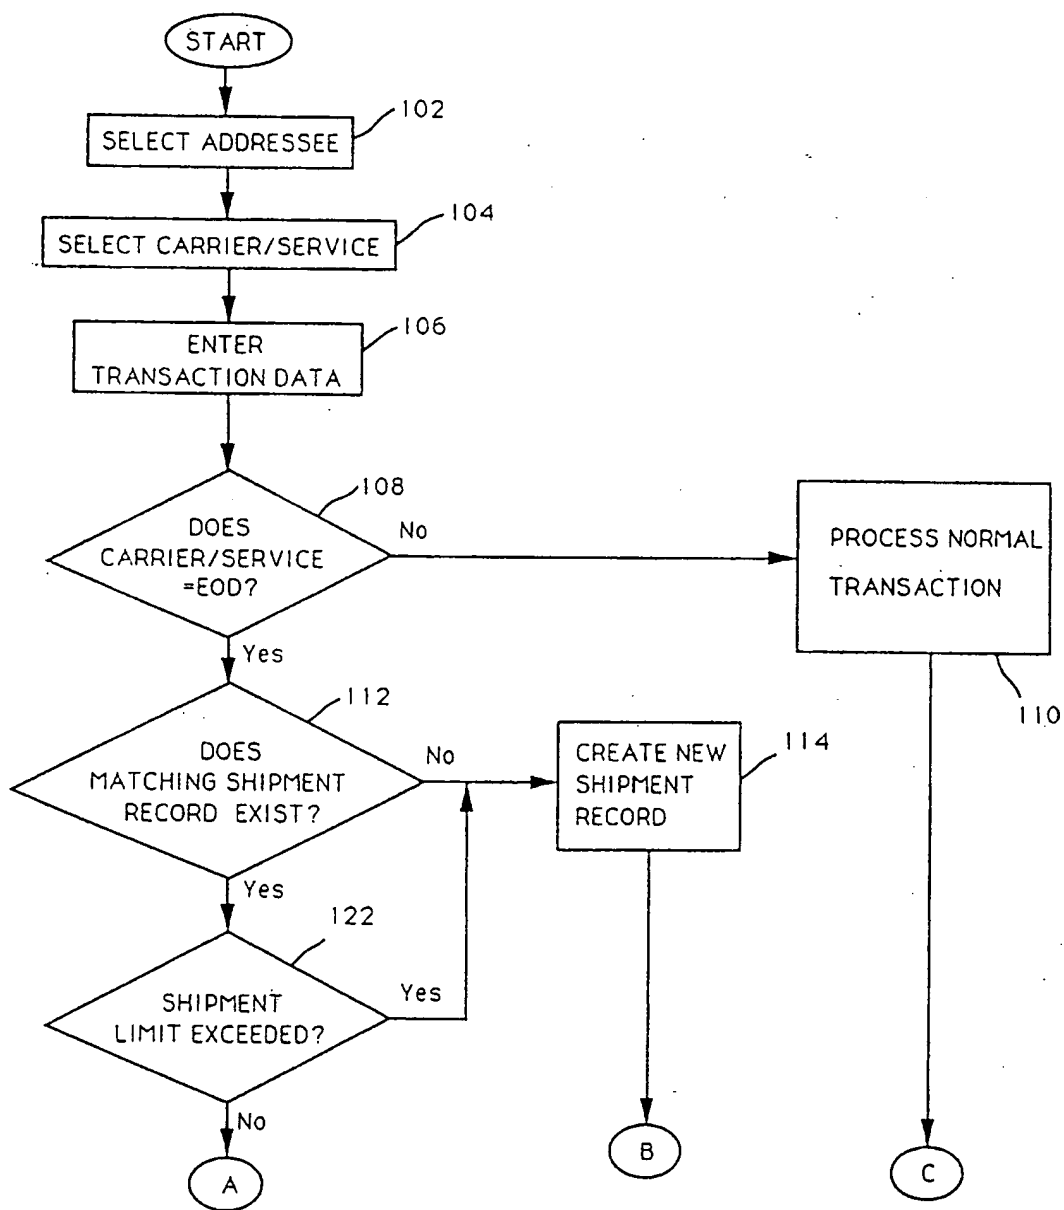 START
102
SELECT ADDRESSEE
104
SELECT CARRIER/SERVICE
106
ENTER
TRANSACTION DATA
108
DOES
CARRIER/SERVICE
=EOD?
No
PROCESS NORMAL
TRANSACTION
110
Yes
112
DOES
MATCHING SHIPMENT
RECORD EXIST?
No
CREATE NEW
SHIPMENT
RECORD
114
Yes
122
SHIPMENT
LIMIT EXCEEDED?
Yes
No
A
B
C